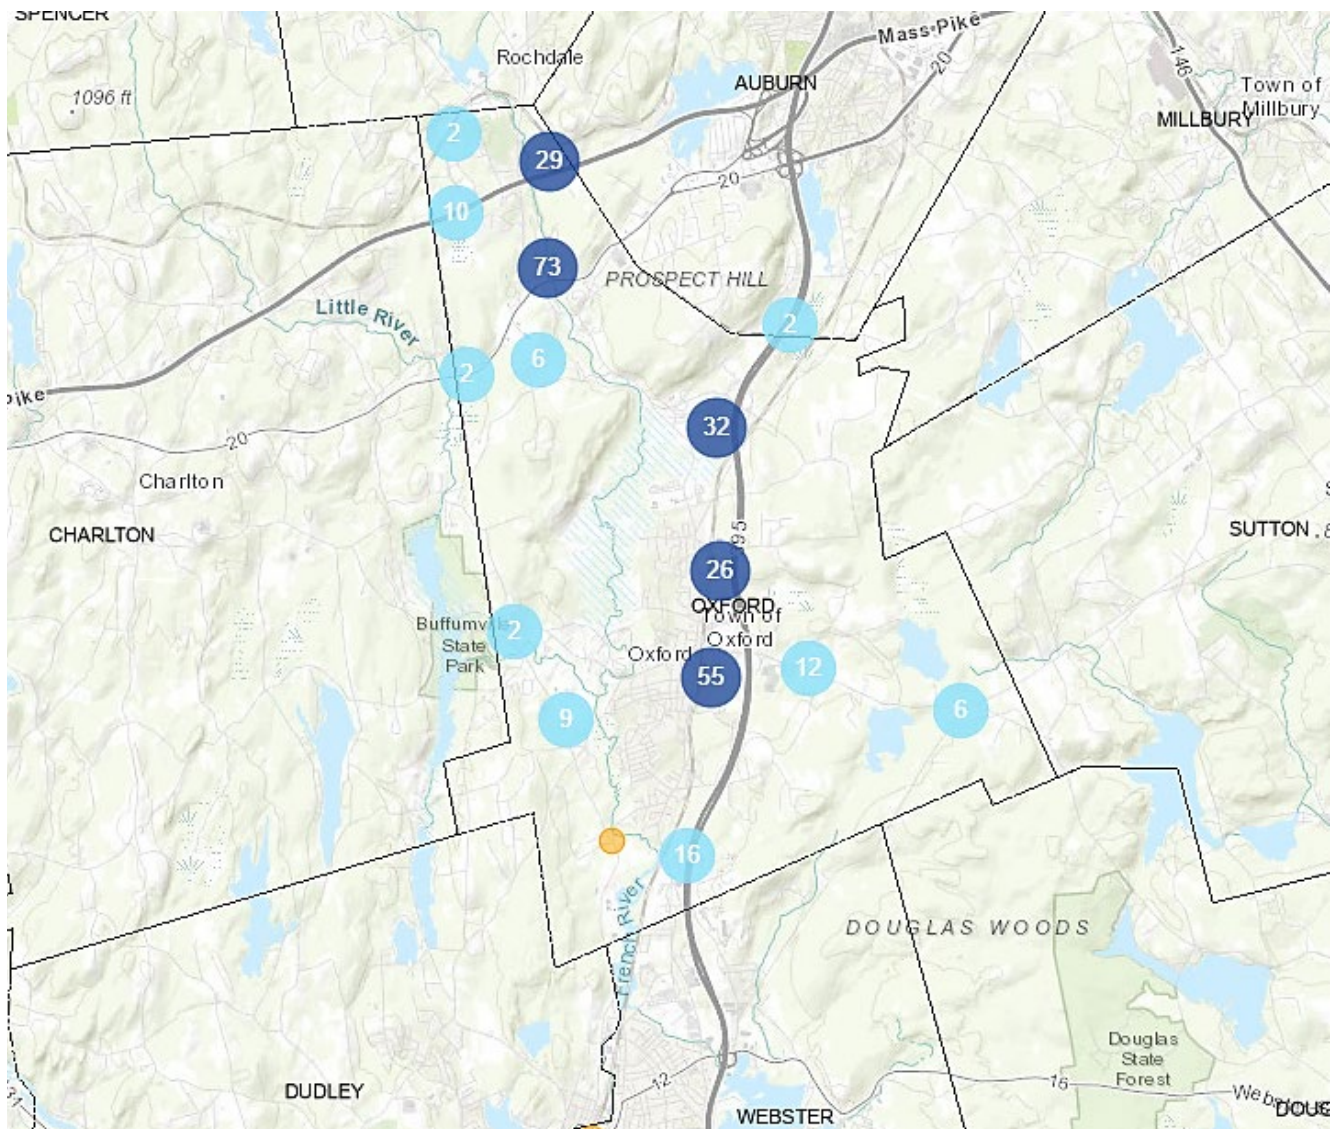 SPENCER
Rochdale
Mass•Pike
AUBURN
20
146
Town of
Millbury
MILLBURY
1096 ft
2
29
20
10
73
PROSPECT HILL
Little River
2
6
2
Pike
32
20
Charlton
CHARLTON
395
SUTTON
26
OXFORD
Town of
Oxford
Buffumville
State
Park
2
Oxford
55
12
9
6
16
French River
DOUGLAS WOODS
Douglas
State
Forest
DUDLEY
12
16
31
WEBSTER
DOUG